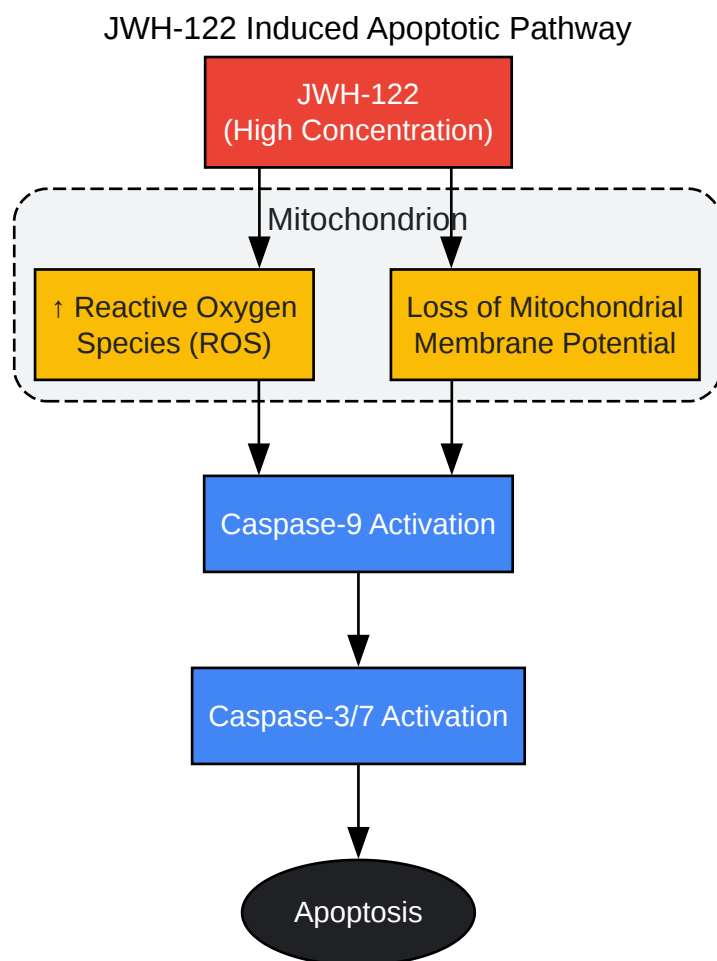 JWH-122 Induced Apoptotic Pathway
JWH-122
(High Concentration)
Mitochondrion
↑ Reactive Oxygen
Species (ROS)
Loss of Mitochondrial
Membrane Potential
Caspase-9 Activation
Caspase-3/7 Activation
Apoptosis